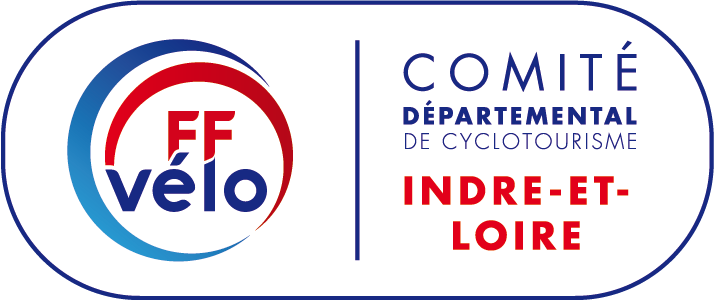 FF
vélo
COMITÉ
DÉPARTEMENTAL
DE CYCLOTOURISME
INDRE-ET-
LOIRE